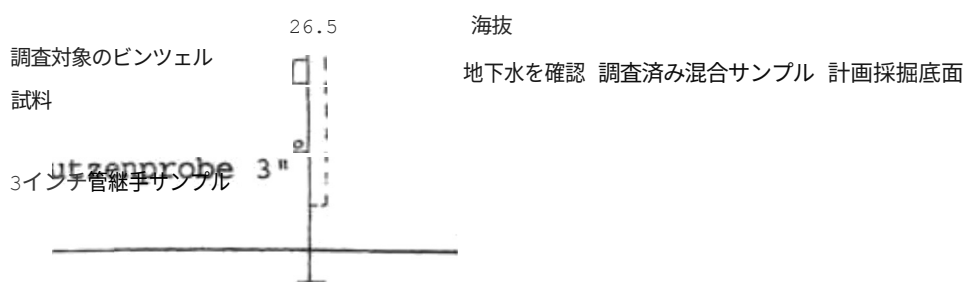 26.5 海抜
調査対象のビンツェル
地下水を確認 調査済み混合サンプル 計画採掘底面
試料
utzenprobe 3"
3インチ管継手サンプル